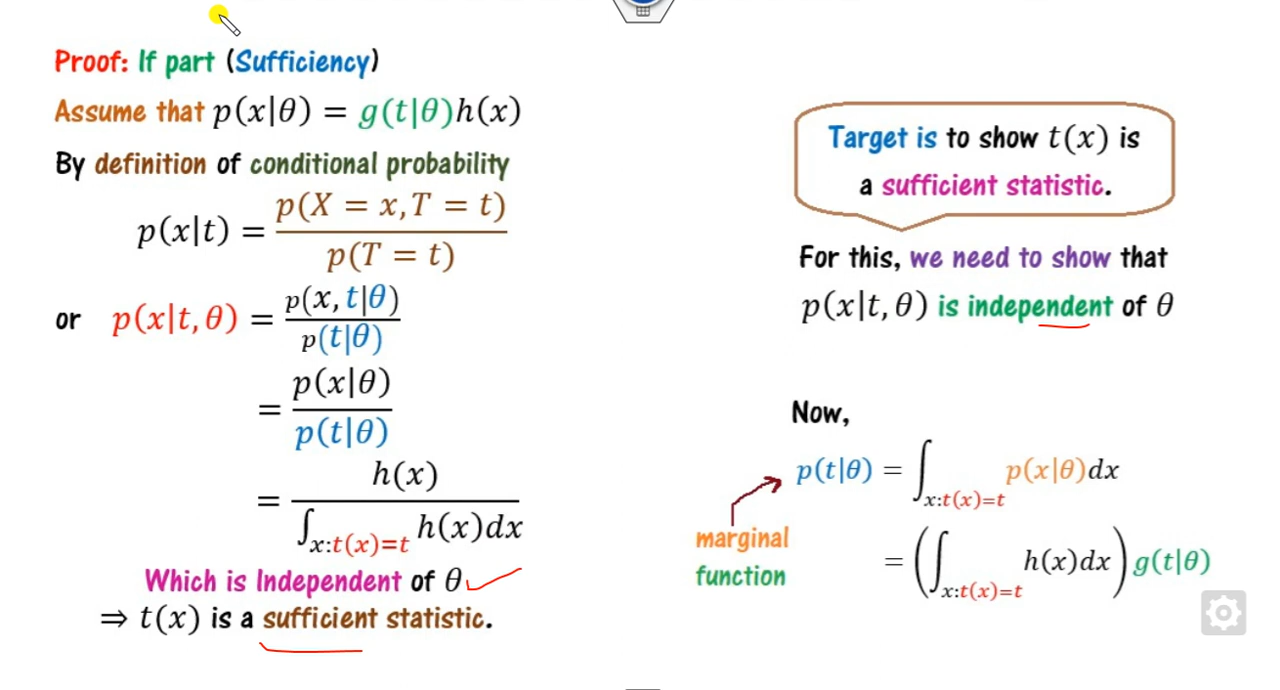 Proof: If part (Sufficiency)
Assume that p(x|θ) = g(t|θ)h(x)
By definition of conditional probability
p(x|t) = p(X = x, T = t) / p(T = t)
or p(x|t, θ) = p(x, t|θ) / p(t|θ)
= p(x|θ) / p(t|θ)
= h(x) / ∫x:t(x)=t h(x)dx
Which is Independent of θ
⇒ t(x) is a sufficient statistic.
Target is to show t(x) is
a sufficient statistic.
For this, we need to show that
p(x|t, θ) is independent of θ
Now,
p(t|θ) = ∫x:t(x)=t p(x|θ)dx
marginal
function
= (∫x:t(x)=t h(x)dx) g(t|θ)